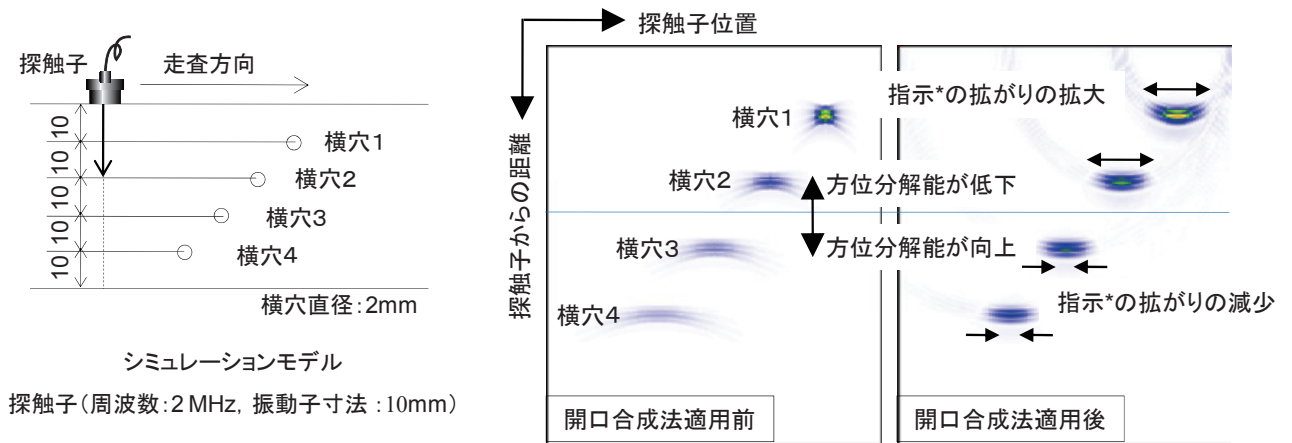 探触子
走査方向
10
10
10
10
10
横穴1
横穴2
横穴3
横穴4
横穴直径:2mm
シミュレーションモデル
探触子(周波数:2 MHz, 振動子寸法 :10mm)
探触子位置
探触子からの距離
横穴1
横穴2
横穴3
横穴4
指示*の拡がりの拡大
方位分解能が低下
方位分解能が向上
指示*の拡がりの減少
開口合成法適用前
開口合成法適用後